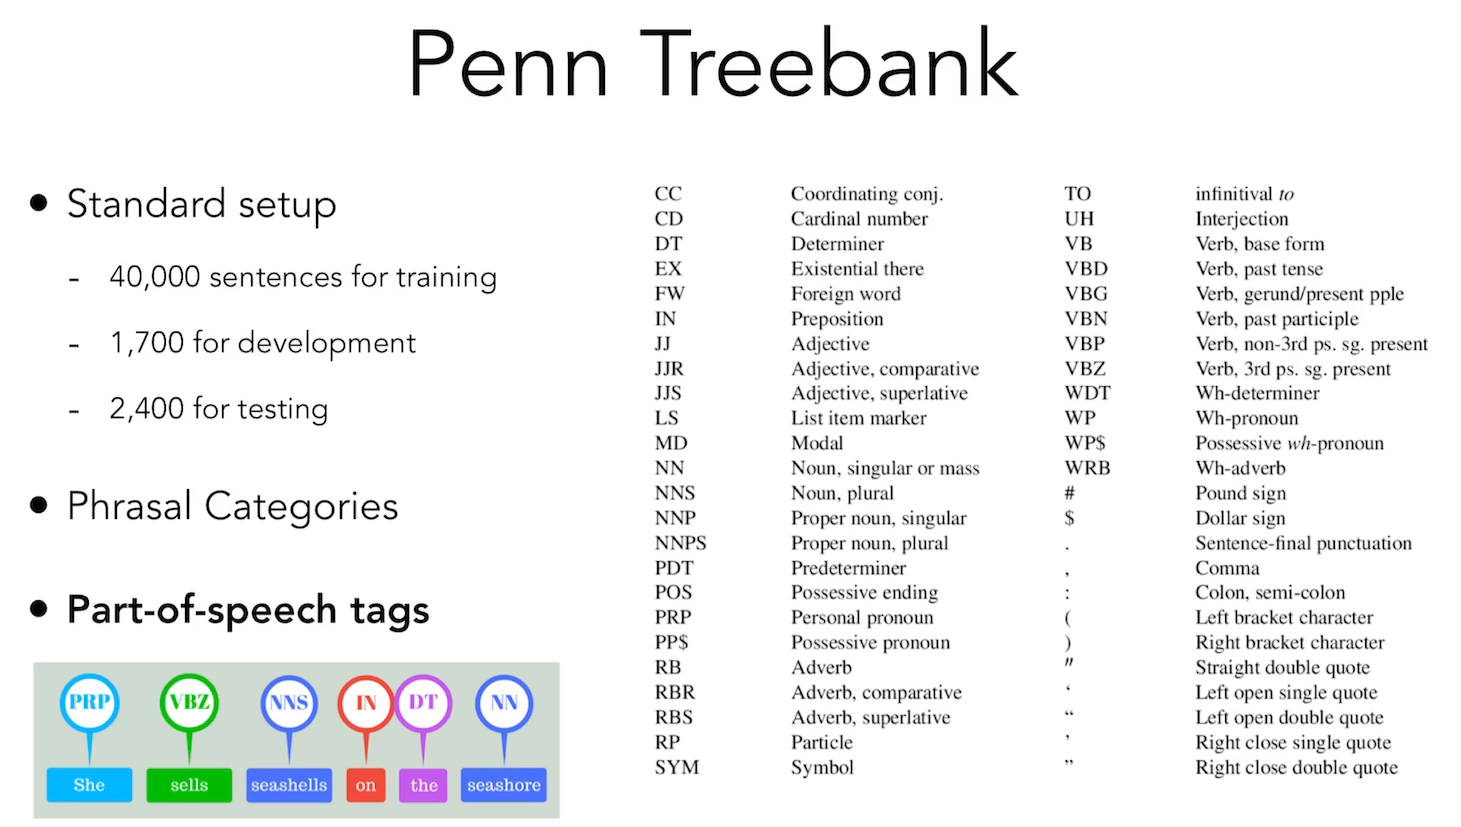 Penn Treebank
• Standard setup
- 40,000 sentences for training
- 1,700 for development
- 2,400 for testing
• Phrasal Categories
• Part-of-speech tags
PRP VBZ NNS IN DT NN
She sells seashells on the seashore
CC Coordinating conj.
CD Cardinal number
DT Determiner
EX Existential there
FW Foreign word
IN Preposition
JJ Adjective
JJR Adjective, comparative
JJS Adjective, superlative
LS List item marker
MD Modal
NN Noun, singular or mass
NNS Noun, plural
NNP Proper noun, singular
NNPS Proper noun, plural
PDT Predeterminer
POS Possessive ending
PRP Personal pronoun
PP$ Possessive pronoun
RB Adverb
RBR Adverb, comparative
RBS Adverb, superlative
RP Particle
SYM Symbol
TO infinitival to
UH Interjection
VB Verb, base form
VBD Verb, past tense
VBG Verb, gerund/present pple
VBN Verb, past participle
VBP Verb, non-3rd ps. sg. present
VBZ Verb, 3rd ps. sg. present
WDT Wh-determiner
WP Wh-pronoun
WP$ Possessive wh-pronoun
WRB Wh-adverb
# Pound sign
$ Dollar sign
. Sentence-final punctuation
, Comma
: Colon, semi-colon
( Left bracket character
) Right bracket character
" Straight double quote
‘ Left open single quote
“ Left open double quote
’ Right close single quote
” Right close double quote